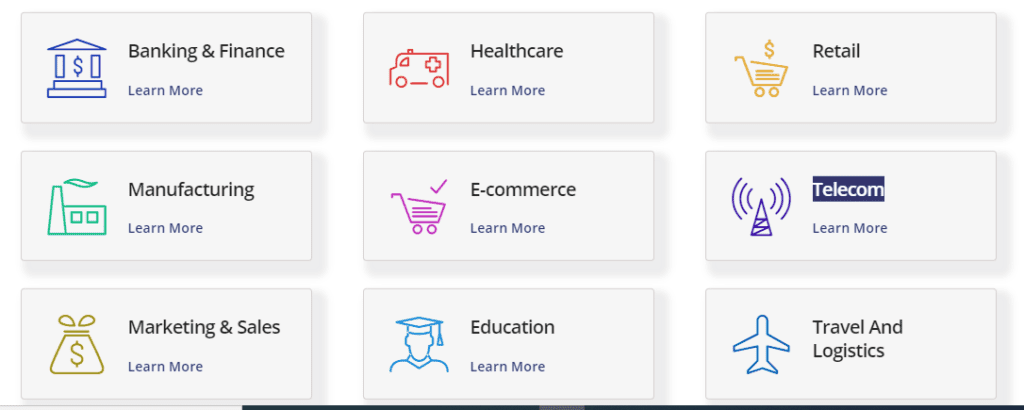 Banking & Finance
Learn More
Healthcare
Learn More
$
Retail
Learn More
Manufacturing
Learn More
E-commerce
Learn More
Telecom
Learn More
Marketing & Sales
Learn More
Education
Learn More
Travel And
Logistics